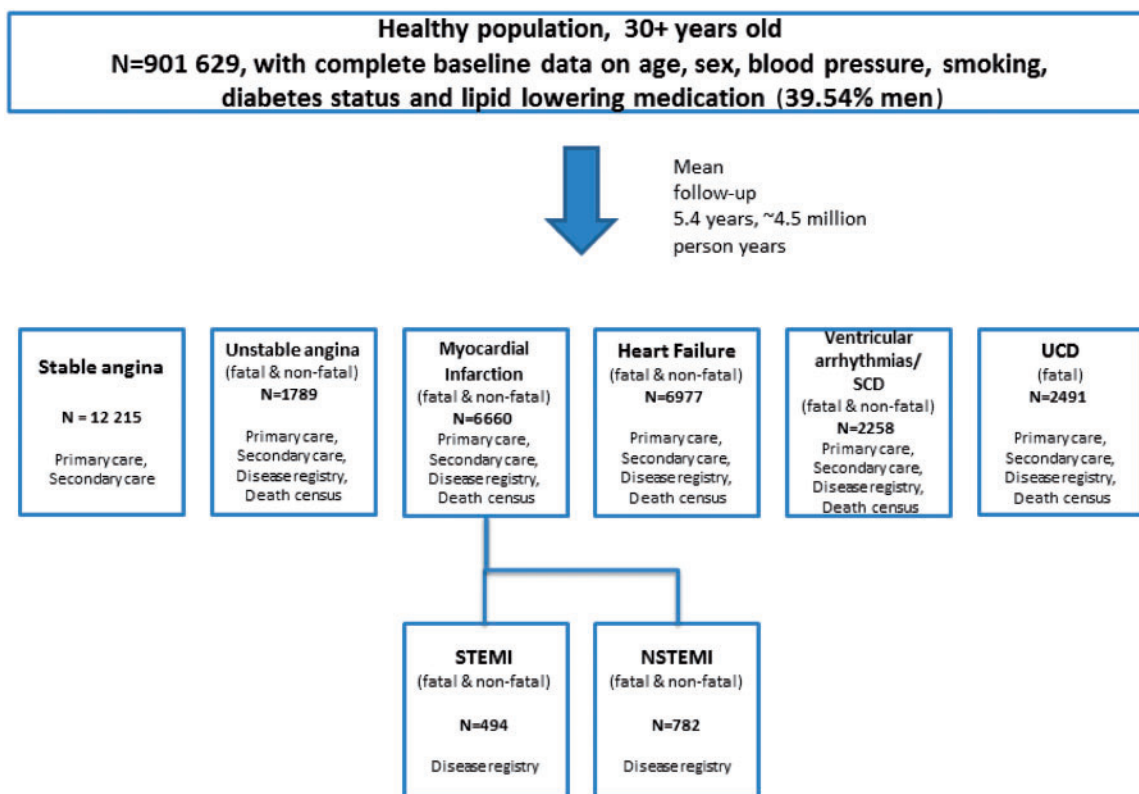 Healthy population, 30+ years old
N=901 629, with complete baseline data on age, sex, blood pressure, smoking,
diabetes status and lipid lowering medication (39.54% men)
Mean
follow-up
5.4 years, ~4.5 million
person years
Stable angina
N = 12 215
Primary care,
Secondary care
Unstable angina
(fatal & non-fatal)
N=1789
Primary care,
Secondary care,
Disease registry,
Death census
Myocardial
Infarction
(fatal & non-fatal)
N=6660
Primary care,
Secondary care,
Disease registry,
Death census
Heart Failure
(fatal & non-fatal)
N=6977
Primary care,
Secondary care,
Disease registry,
Death census
Ventricular
arrhythmias/
SCD
(fatal & non-fatal)
N=2258
Primary care,
Secondary care,
Disease registry,
Death census
UCD
(fatal)
N=2491
Primary care,
Secondary care,
Disease registry,
Death census
STEMI
(fatal & non-fatal)
N=494
Disease registry
NSTEMI
(fatal & non-fatal)
N=782
Disease registry